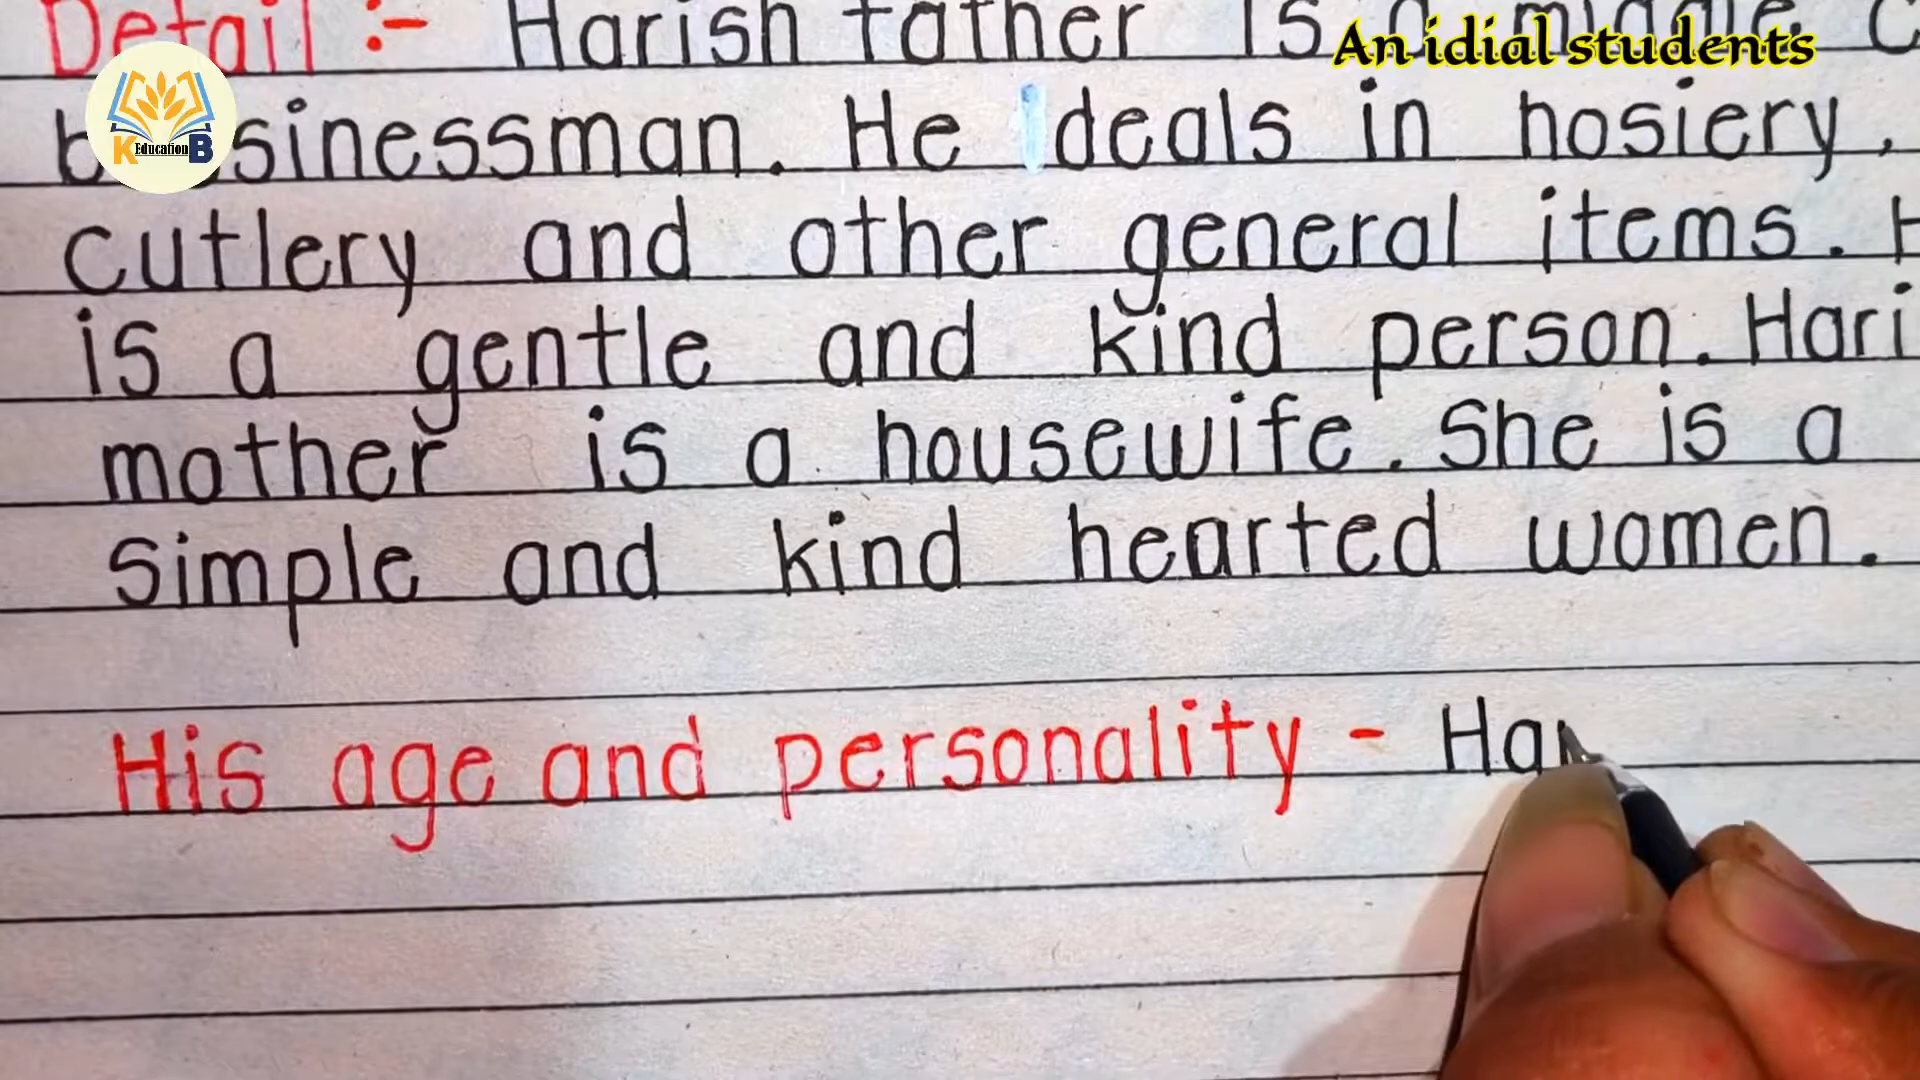 An idial students
Detail :- Harish father is a middle
K Education B
businessman. He deals in hosiery,
cutlery and other general items.
is a gentle and kind person. Hari
mother is a housewife. She is a
Simple and kind hearted women.
His age and personality - Har